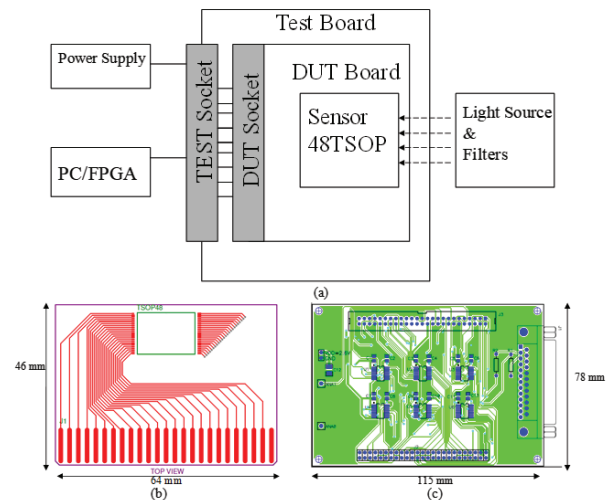 Test Board
Power Supply
TEST Socket
DUT Socket
DUT Board
Sensor
48TSOP
Light Source
&
Filters
PC/FPGA
(a)
TSOP48
46 mm
J1
TOP VIEW
64 mm
(b)
78 mm
115 mm
(c)